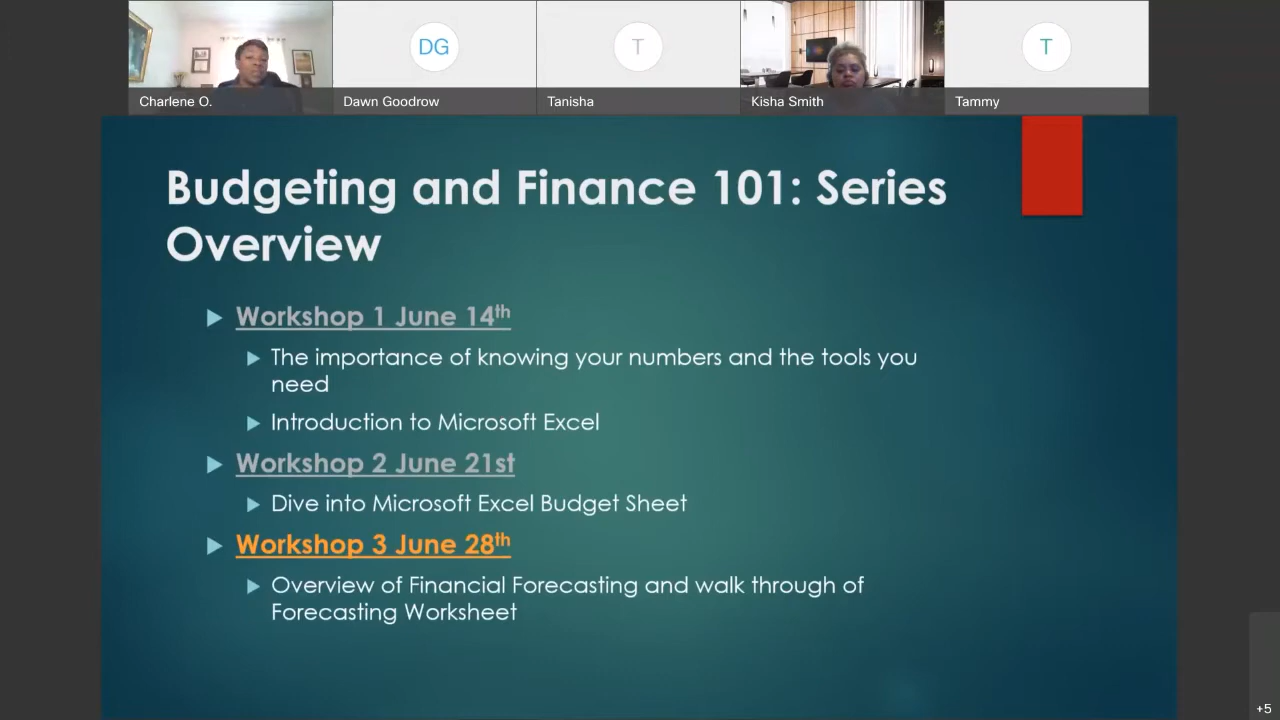 DG
T
T
Charlene O.
Dawn Goodrow
Tanisha
Kisha Smith
Tammy
Budgeting and Finance 101: Series
Overview
Workshop 1 June 14th
The importance of knowing your numbers and the tools you
need
Introduction to Microsoft Excel
Workshop 2 June 21st
Dive into Microsoft Excel Budget Sheet
Workshop 3 June 28th
Overview of Financial Forecasting and walk through of
Forecasting Worksheet
+5